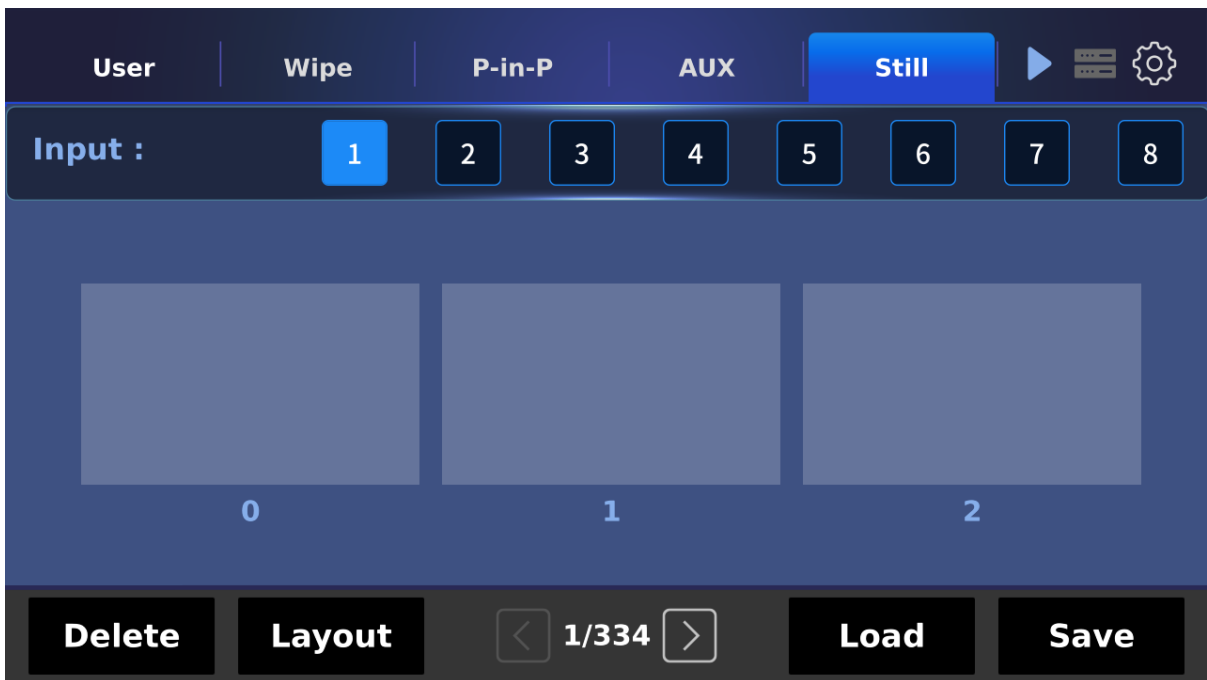 User Wipe P-in-P AUX Still
Input : 1 2 3 4 5 6 7 8
0 1 2
Delete Layout 1/334 Load Save